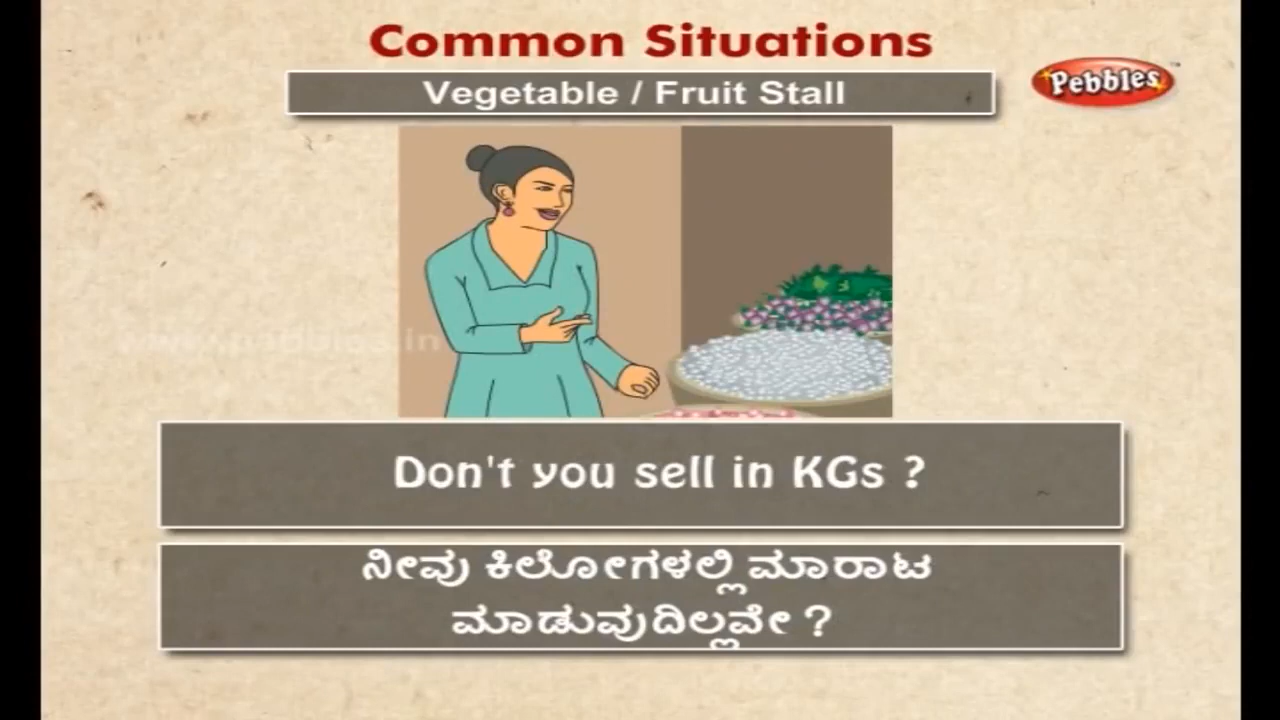 Common Situations
Vegetable / Fruit Stall
Pebbles
Don't you sell in KGs ?
ನೀವು ಕಿಲೋಗಳಲ್ಲಿ ಮಾರಾಟ
ಮಾಡುವುದಿಲ್ಲವೇ ?